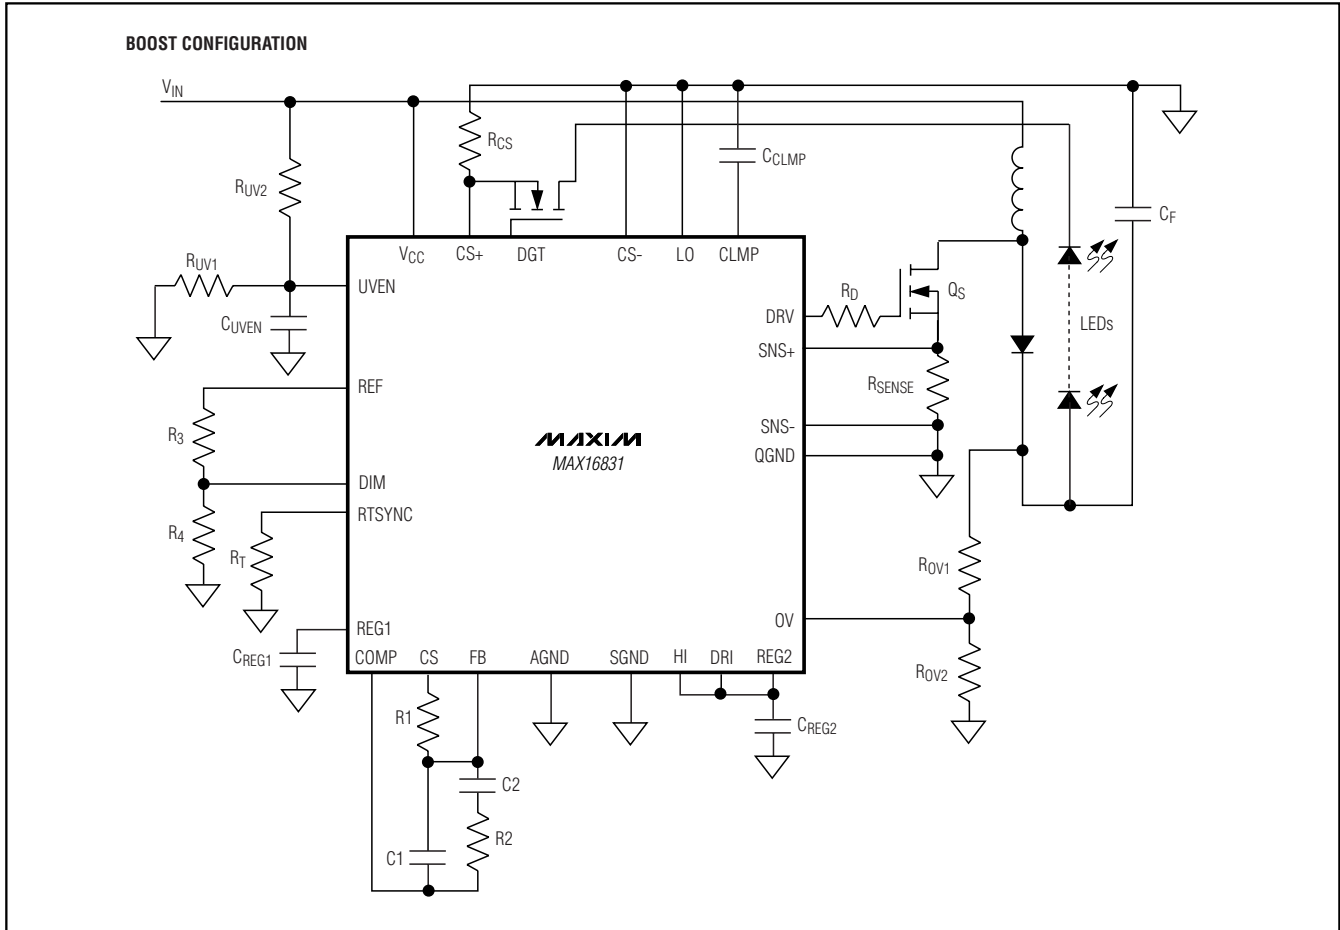 BOOST CONFIGURATION
VIN
RCS
CCLMP
RUV2
CF
VCC CS+ DGT CS- LO CLMP
RUV1
UVEN
CUVEN
RD
QS
DRV
LEDs
SNS+
REF
RSENSE
R3
SNS-
MAXIM
QGND
MAX16831
DIM
RTSYNC
R4
RT
ROV1
OV
REG1
CREG1
COMP CS FB AGND SGND HI DRI REG2
ROV2
R1
CREG2
C2
R2
C1